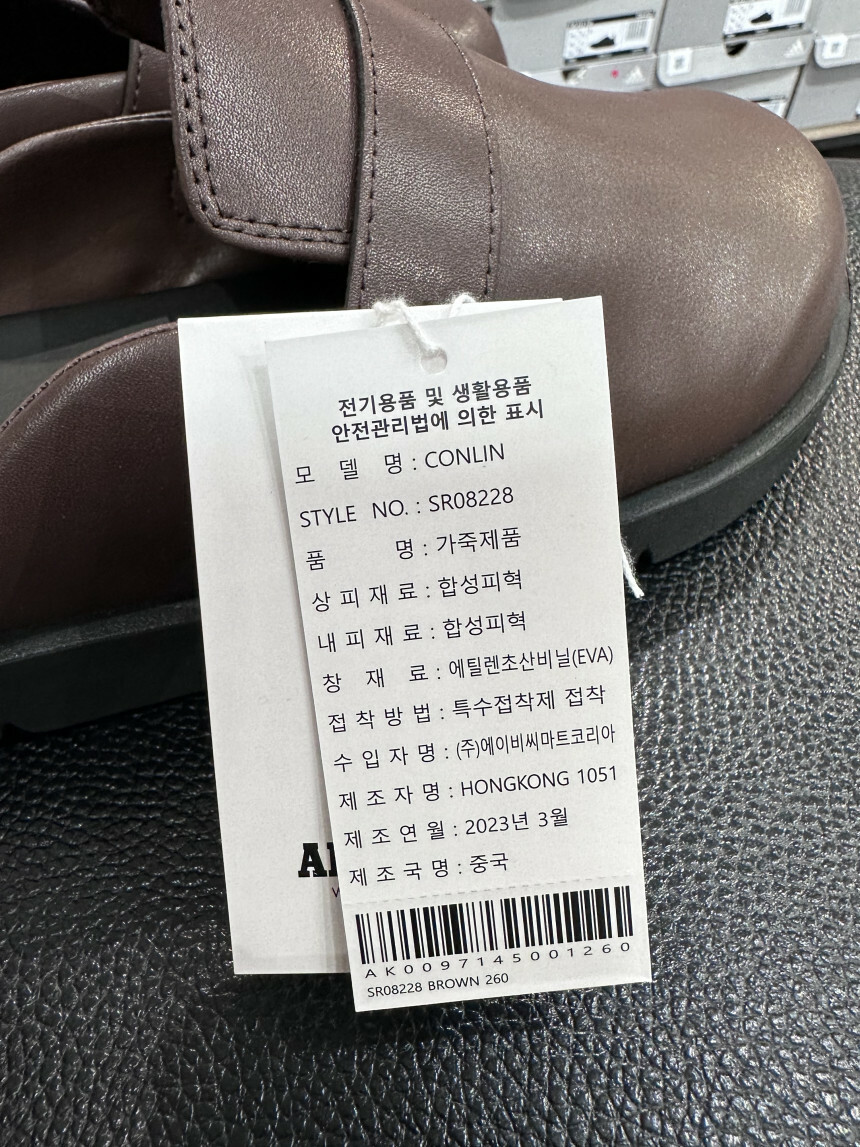 전기용품 및 생활용품
안전관리법에 의한 표시
모 델 명 : CONLIN
STYLE NO. : SR08228
품 명 : 가죽제품
상 피 재 료 : 합성피혁
내 피 재 료 : 합성피혁
창 재 료 : 에틸렌초산비닐(EVA)
접 착 방 법 : 특수접착제 접착
수 입 자 명 : (주)에이비씨마트코리아
제 조 자 명 : HONGKONG 1051
제 조 연 월 : 2023년 3월
제 조 국 명 : 중국
AK0097145001260
SR08228 BROWN 260